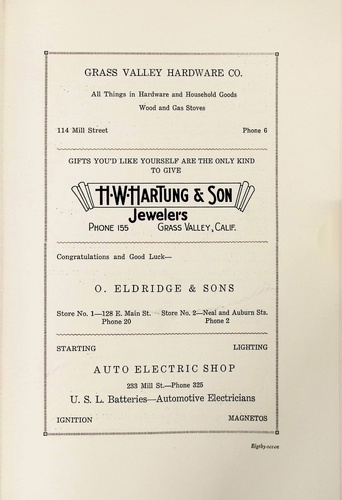 GRASS VALLEY HARDWARE CO.
All Things in Hardware and Household Goods
Wood and Gas Stoves
114 Mill Street Phone 6
GIFTS YOU'D LIKE YOURSELF ARE THE ONLY KIND
TO GIVE
H·W·HARTUNG & SON
Jewelers
PHONE 155 GRASS VALLEY, CALIF.
Congratulations and Good Luck—
O. ELDRIDGE & SONS
Store No. 1—128 E. Main St. Store No. 2—Neal and Auburn Sts.
Phone 20 Phone 2
STARTING LIGHTING
AUTO ELECTRIC SHOP
233 Mill St.—Phone 325
U. S. L. Batteries—Automotive Electricians
IGNITION MAGNETOS
Eigthy-seven